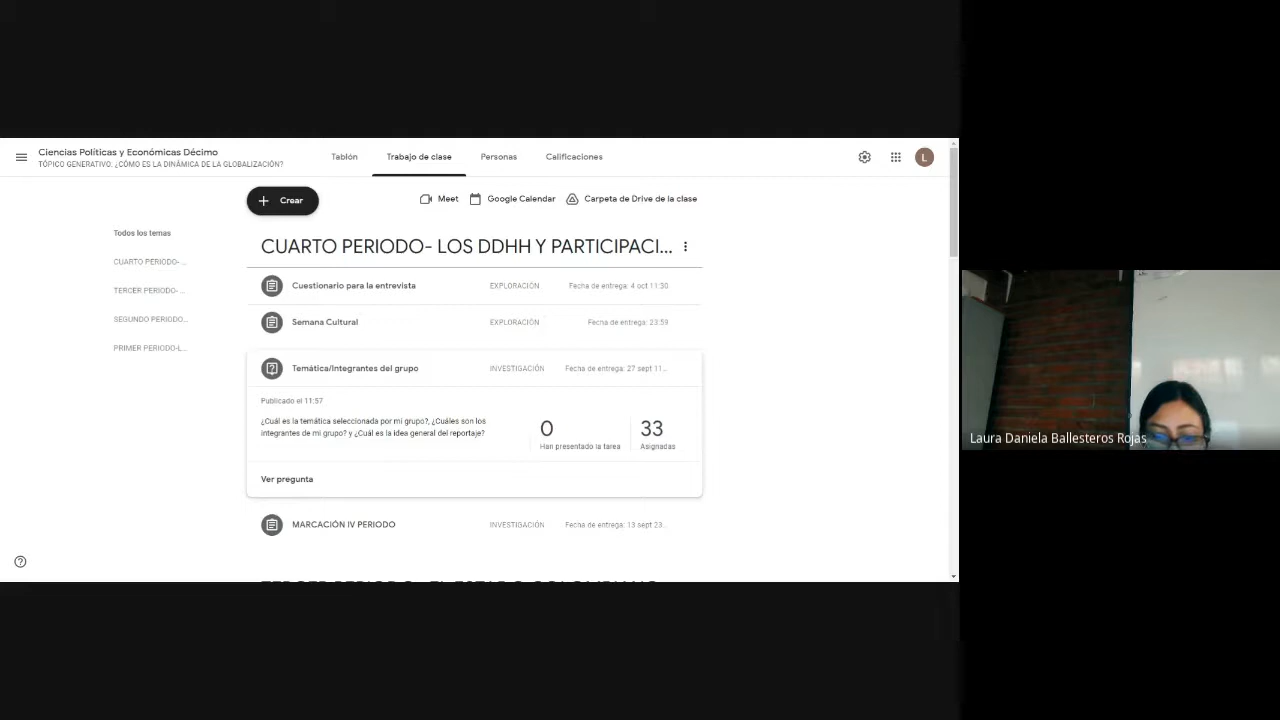 Ciencias Políticas y Económicas Décimo
TÓPICO GENERATIVO: ¿CÓMO ES LA DINÁMICA DE LA GLOBALIZACIÓN?
Tablón
Trabajo de clase
Personas
Calificaciones
L
Crear
Meet
Google Calendar
Carpeta de Drive de la clase
Todos los temas
CUARTO PERIODO- ...
TERCER PERIODO- ...
SEGUNDO PERIODO...
PRIMER PERIODO-L...
CUARTO PERIODO- LOS DDHH Y PARTICIPACI...
Cuestionario para la entrevista EXPLORACIÓN Fecha de entrega: 4 oct 11:30
Semana Cultural EXPLORACIÓN Fecha de entrega: 23:59
Temática/Integrantes del grupo INVESTIGACIÓN Fecha de entrega: 27 sept 11...
Publicado el 11:57
¿Cuál es la temática seleccionada por mi grupo?, ¿Cuáles son los
integrantes de mi grupo? y ¿Cuál es la idea general del reportaje?
0
Han presentado la tarea
33
Asignadas
Ver pregunta
MARCACIÓN IV PERIODO INVESTIGACIÓN Fecha de entrega: 13 sept 23...
TERCER PERIODO- EL ESTADO COLOMBIANO
Laura Daniela Ballesteros Rojas